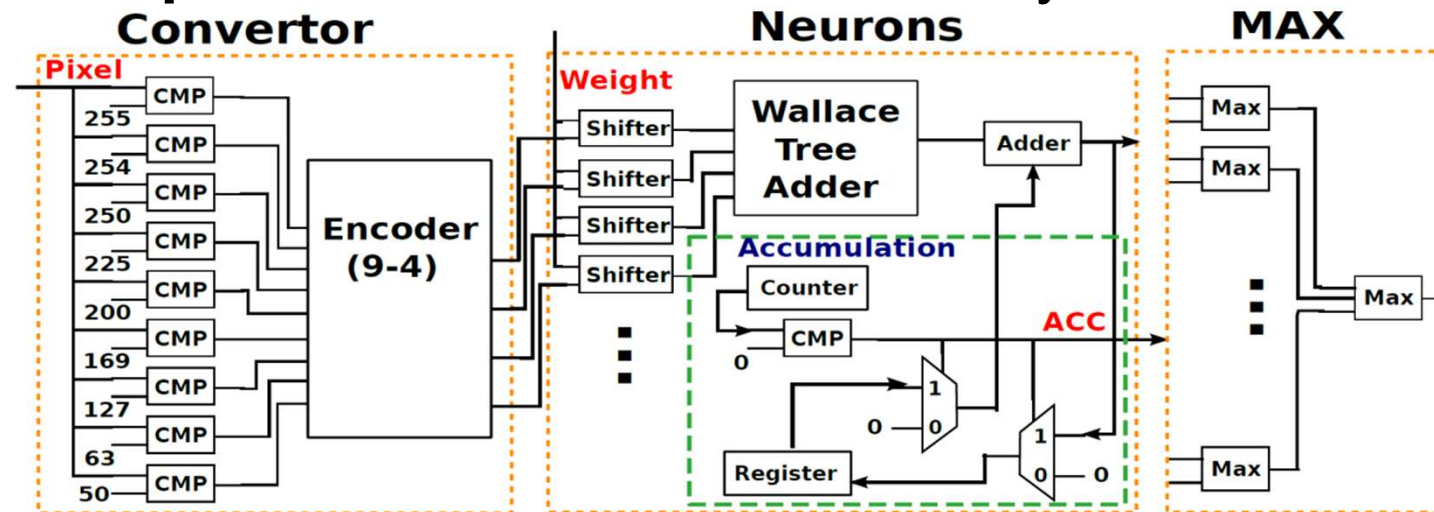 Convertor
Neurons
MAX
Pixel
CMP
255
CMP
254
CMP
250
CMP
225
CMP
200
CMP
169
CMP
127
CMP
63
CMP
50
Encoder
(9-4)
Weight
Shifter
Shifter
Shifter
Shifter
Wallace
Tree
Adder
Adder
Accumulation
Counter
CMP
0
ACC
1
0
0
1
0
0
Register
Max
Max
Max
Max